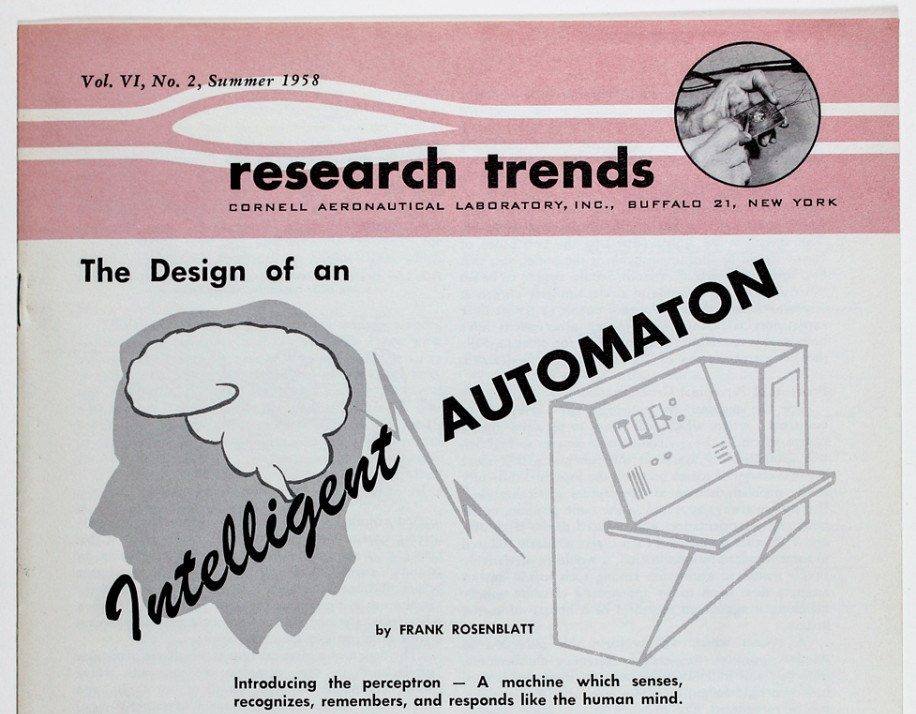 Vol. VI, No. 2, Summer 1958
research trends
CORNELL AERONAUTICAL LABORATORY, INC., BUFFALO 21, NEW YORK
The Design of an
Intelligent
AUTOMATON
by FRANK ROSENBLATT
Introducing the perceptron — A machine which senses,
recognizes, remembers, and responds like the human mind.